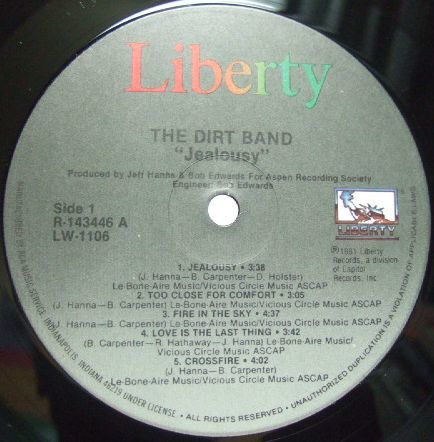 Liberty
THE DIRT BAND
"Jealousy"
Produced by Jeff Hanna & Bob Edwards For Aspen Recording Society
Engineer: Bob Edwards
Side 1
R-143446 A
LW-1106
LIBERTY
℗1981 Liberty
Records, a division
of Capitol
Records, Inc.
1. JEALOUSY • 3:38
(J. Hanna—B. Carpenter—D. Holster)
Le-Bone-Aire Music/Vicious Circle Music ASCAP
2. TOO CLOSE FOR COMFORT • 3:05
(J. Hanna—B. Carpenter) Le-Bone-Aire Music/Vicious Circle Music ASCAP
3. FIRE IN THE SKY • 4:37
(J. Hanna—B. Carpenter) Le-Bone-Aire Music/Vicious Circle Music ASCAP
4. LOVE IS THE LAST THING • 3:42
(B. Carpenter—R. Hathaway—J. Hanna) Le-Bone-Aire Music/
Vicious Circle Music ASCAP
5. CROSSFIRE • 4:02
(J. Hanna—B. Carpenter)
Le-Bone-Aire Music/Vicious Circle Music ASCAP
MUSIC SERVICE, INDIANAPOLIS, INDIANA 46219 UNDER LICENSE • ALL RIGHTS RESERVED • UNAUTHORIZED DUPLICATION IS A VIOLATION OF APPLICABLE LAWS